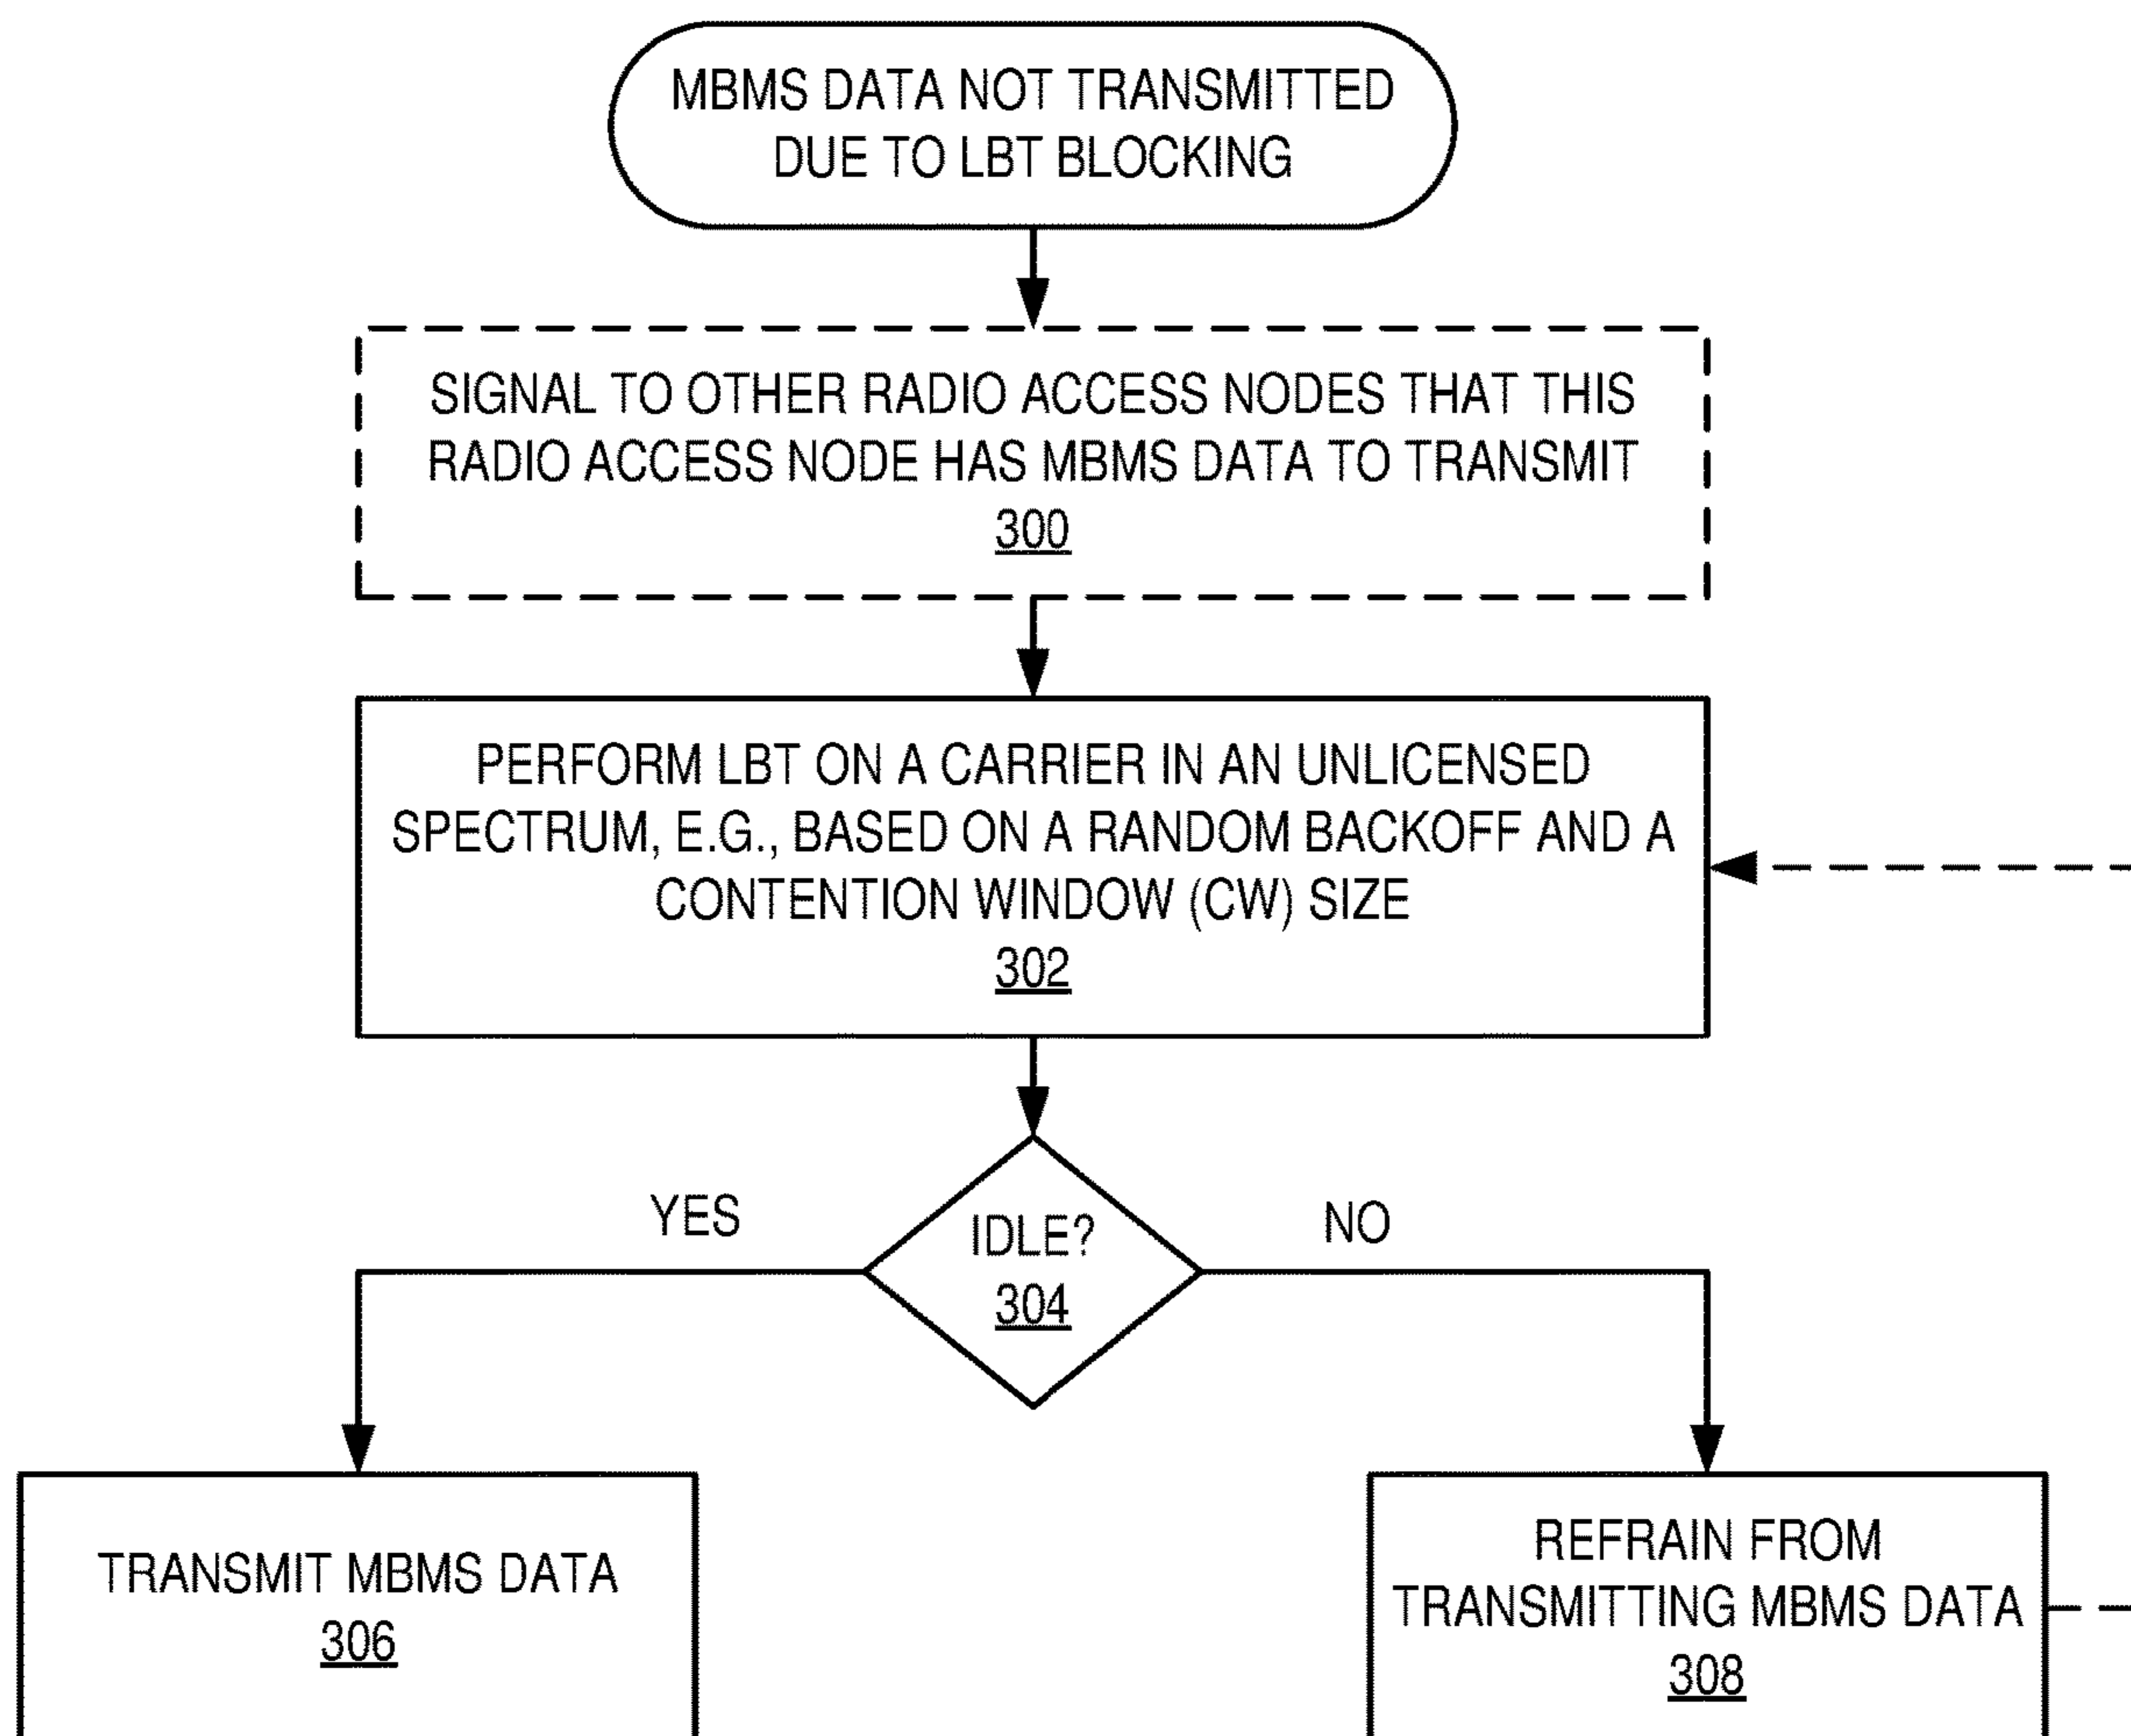 MBMS DATA NOT TRANSMITTED
DUE TO LBT BLOCKING
SIGNAL TO OTHER RADIO ACCESS NODES THAT THIS
RADIO ACCESS NODE HAS MBMS DATA TO TRANSMIT
300
PERFORM LBT ON A CARRIER IN AN UNLICENSED
SPECTRUM, E.G., BASED ON A RANDOM BACKOFF AND A
CONTENTION WINDOW (CW) SIZE
302
IDLE?
304
YES
NO
TRANSMIT MBMS DATA
306
REFRAIN FROM
TRANSMITTING MBMS DATA
308